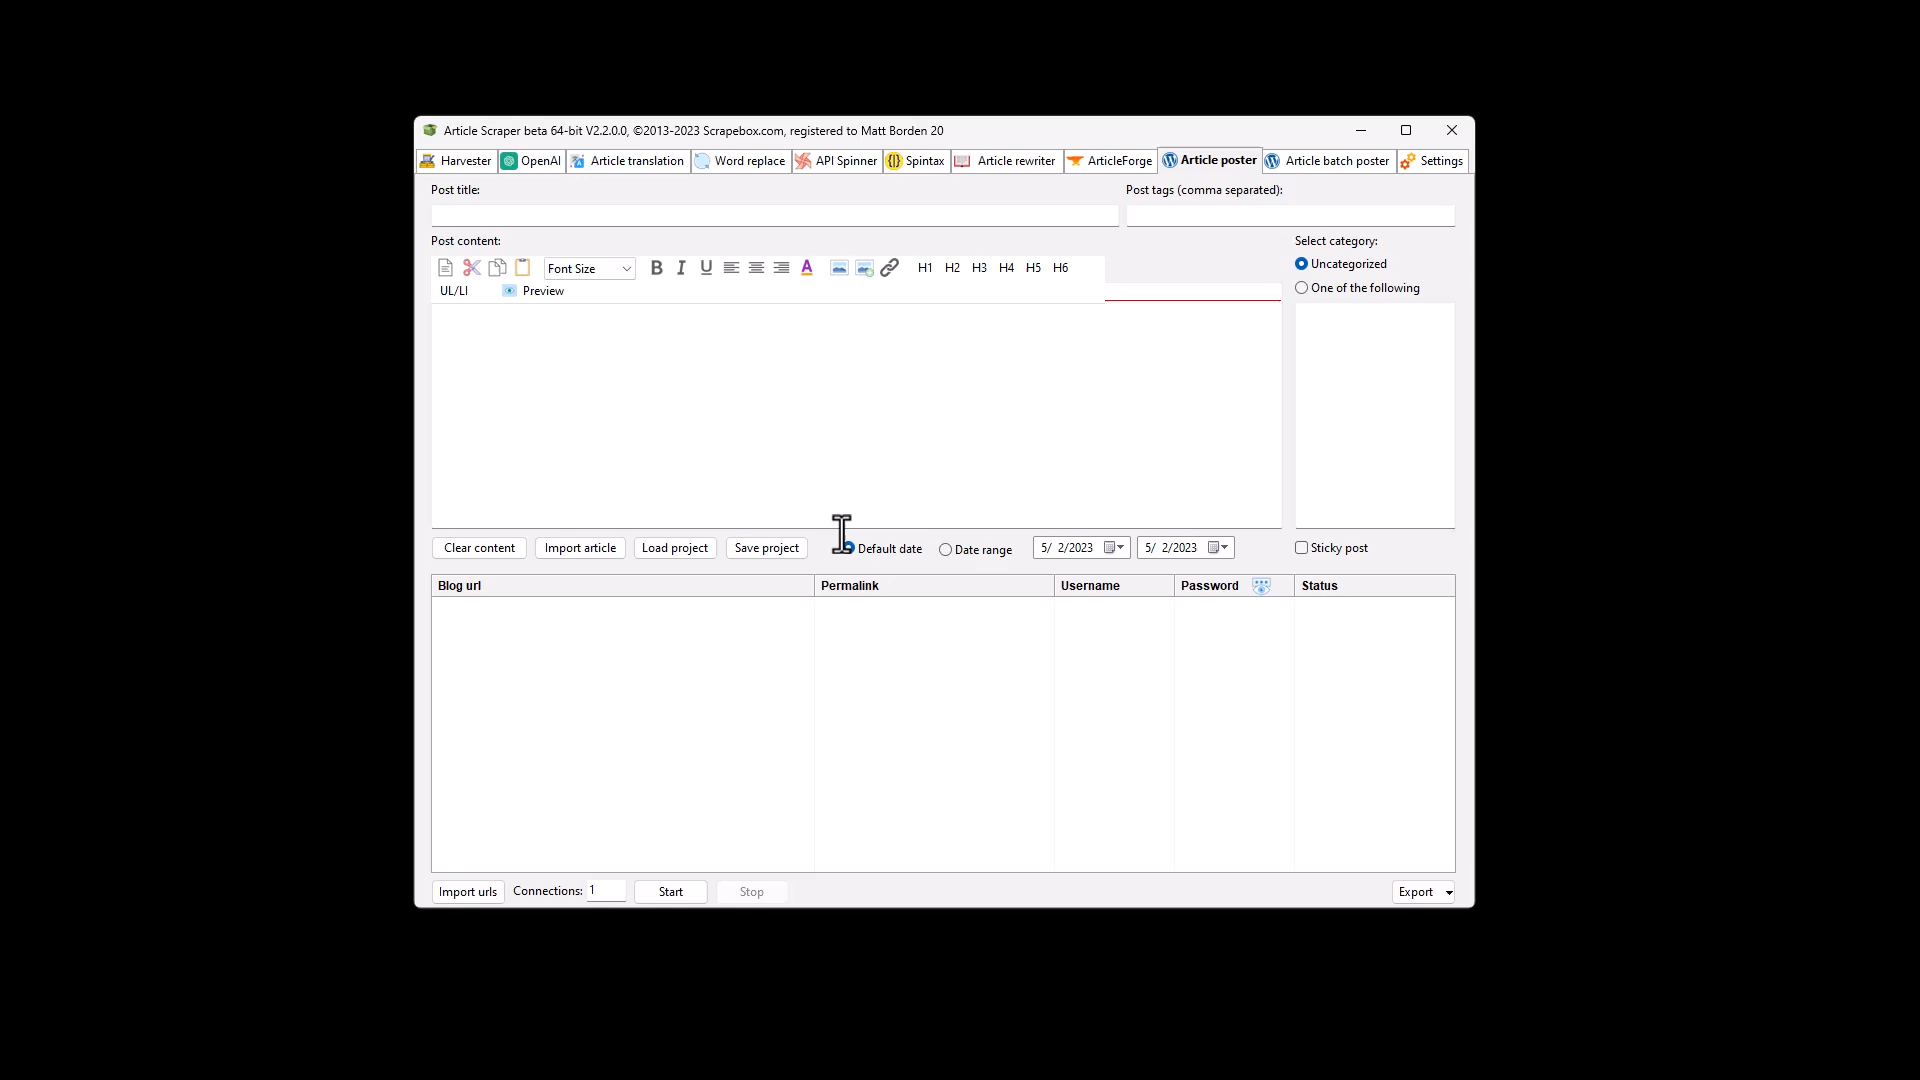 Article Scraper beta 64-bit V2.2.0.0, ©2013-2023 Scrapebox.com, registered to Matt Borden 20
Harvester OpenAI Article translation Word replace API Spinner Spintax Article rewriter ArticleForge Article poster Article batch poster Settings
Post title: Post tags (comma separated):
Post content: Select category:
Font Size B I U A H1 H2 H3 H4 H5 H6 Uncategorized
UL/LI Preview One of the following
Clear content Import article Load project Save project Default date Date range 5/ 2/2023 5/ 2/2023 Sticky post
Blog url Permalink Username Password Status
Import urls Connections: 1 Start Stop Export